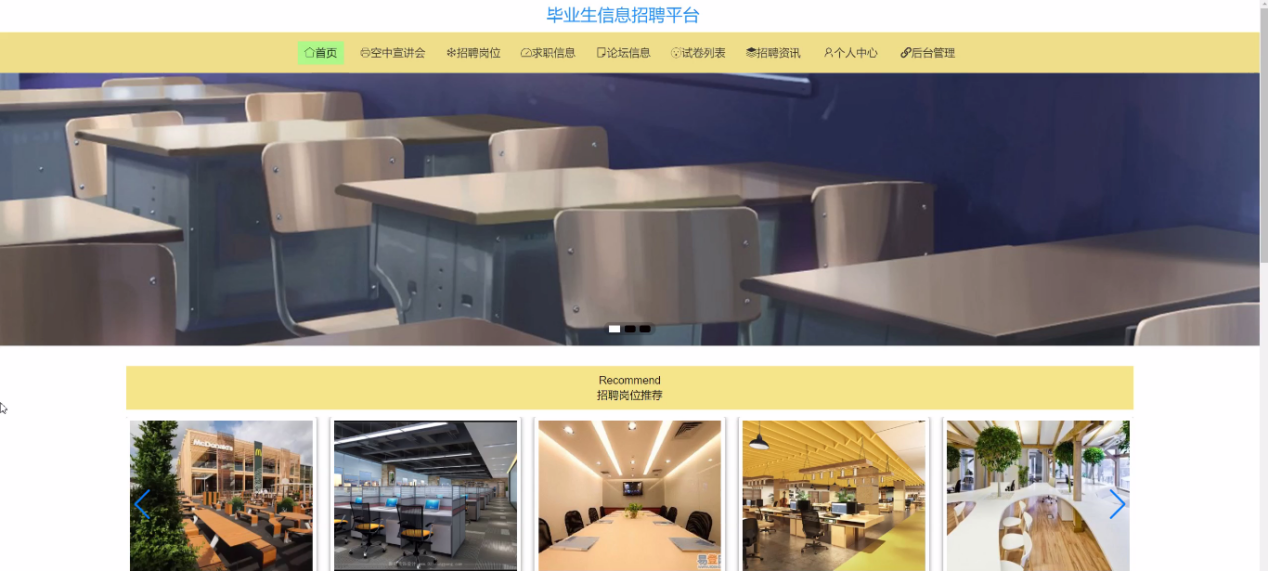 毕业生信息招聘平台
首页 空中宣讲会 招聘岗位 求职信息 论坛信息 试卷列表 招聘资讯 个人中心 后台管理
Recommend
招聘岗位推荐
McDonald's